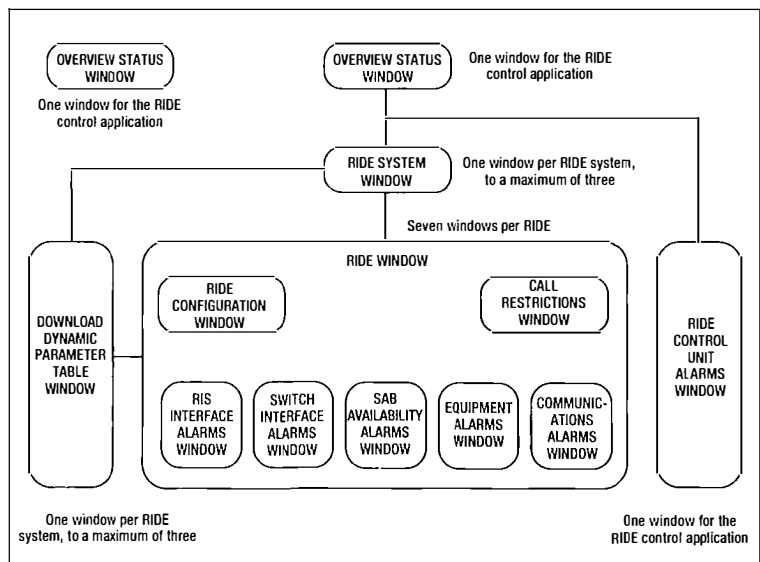 OVERVIEW STATUS
WINDOW
One window for the RIDE
control application
OVERVIEW STATUS
WINDOW
One window for the RIDE
control application
RIDE SYSTEM
WINDOW
One window per RIDE system,
to a maximum of three
Seven windows per RIDE
RIDE WINDOW
RIDE
CONFIGURATION
WINDOW
CALL
RESTRICTIONS
WINDOW
DOWNLOAD
DYNAMIC
PARAMETER
TABLE
WINDOW
RIDE
CONTROL
UNIT
ALARMS
WINDOW
RIS
INTERFACE
ALARMS
WINDOW
SWITCH
INTERFACE
ALARMS
WINDOW
SAB
AVAILABILITY
ALARMS
WINDOW
EQUIPMENT
ALARMS
WINDOW
COMMUNIC-
ATIONS
ALARMS
WINDOW
One window per RIDE
system, to a maximum of three
One window for the
RIDE control application